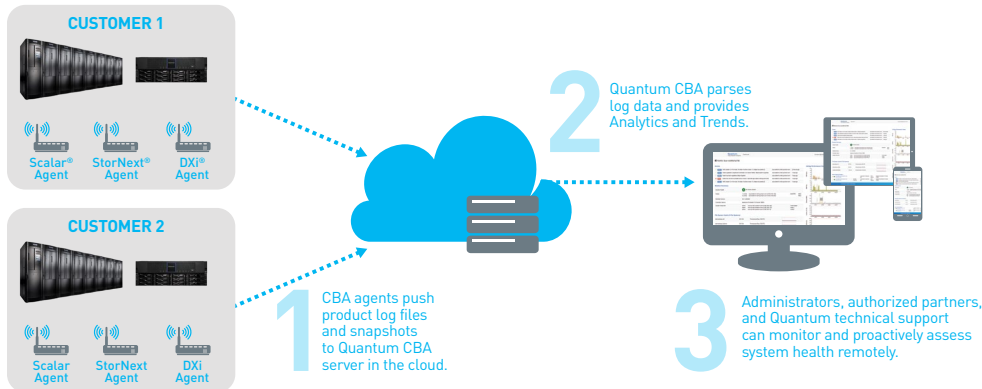 CUSTOMER 1
Scalar®
Agent
StorNext®
Agent
DXi®
Agent
CUSTOMER 2
Scalar
Agent
StorNext
Agent
DXi
Agent
1
CBA agents push
product log files
and snapshots
to Quantum CBA
server in the cloud.
2
Quantum CBA parses
log data and provides
Analytics and Trends.
3
Administrators, authorized partners,
and Quantum technical support
can monitor and proactively assess
system health remotely.